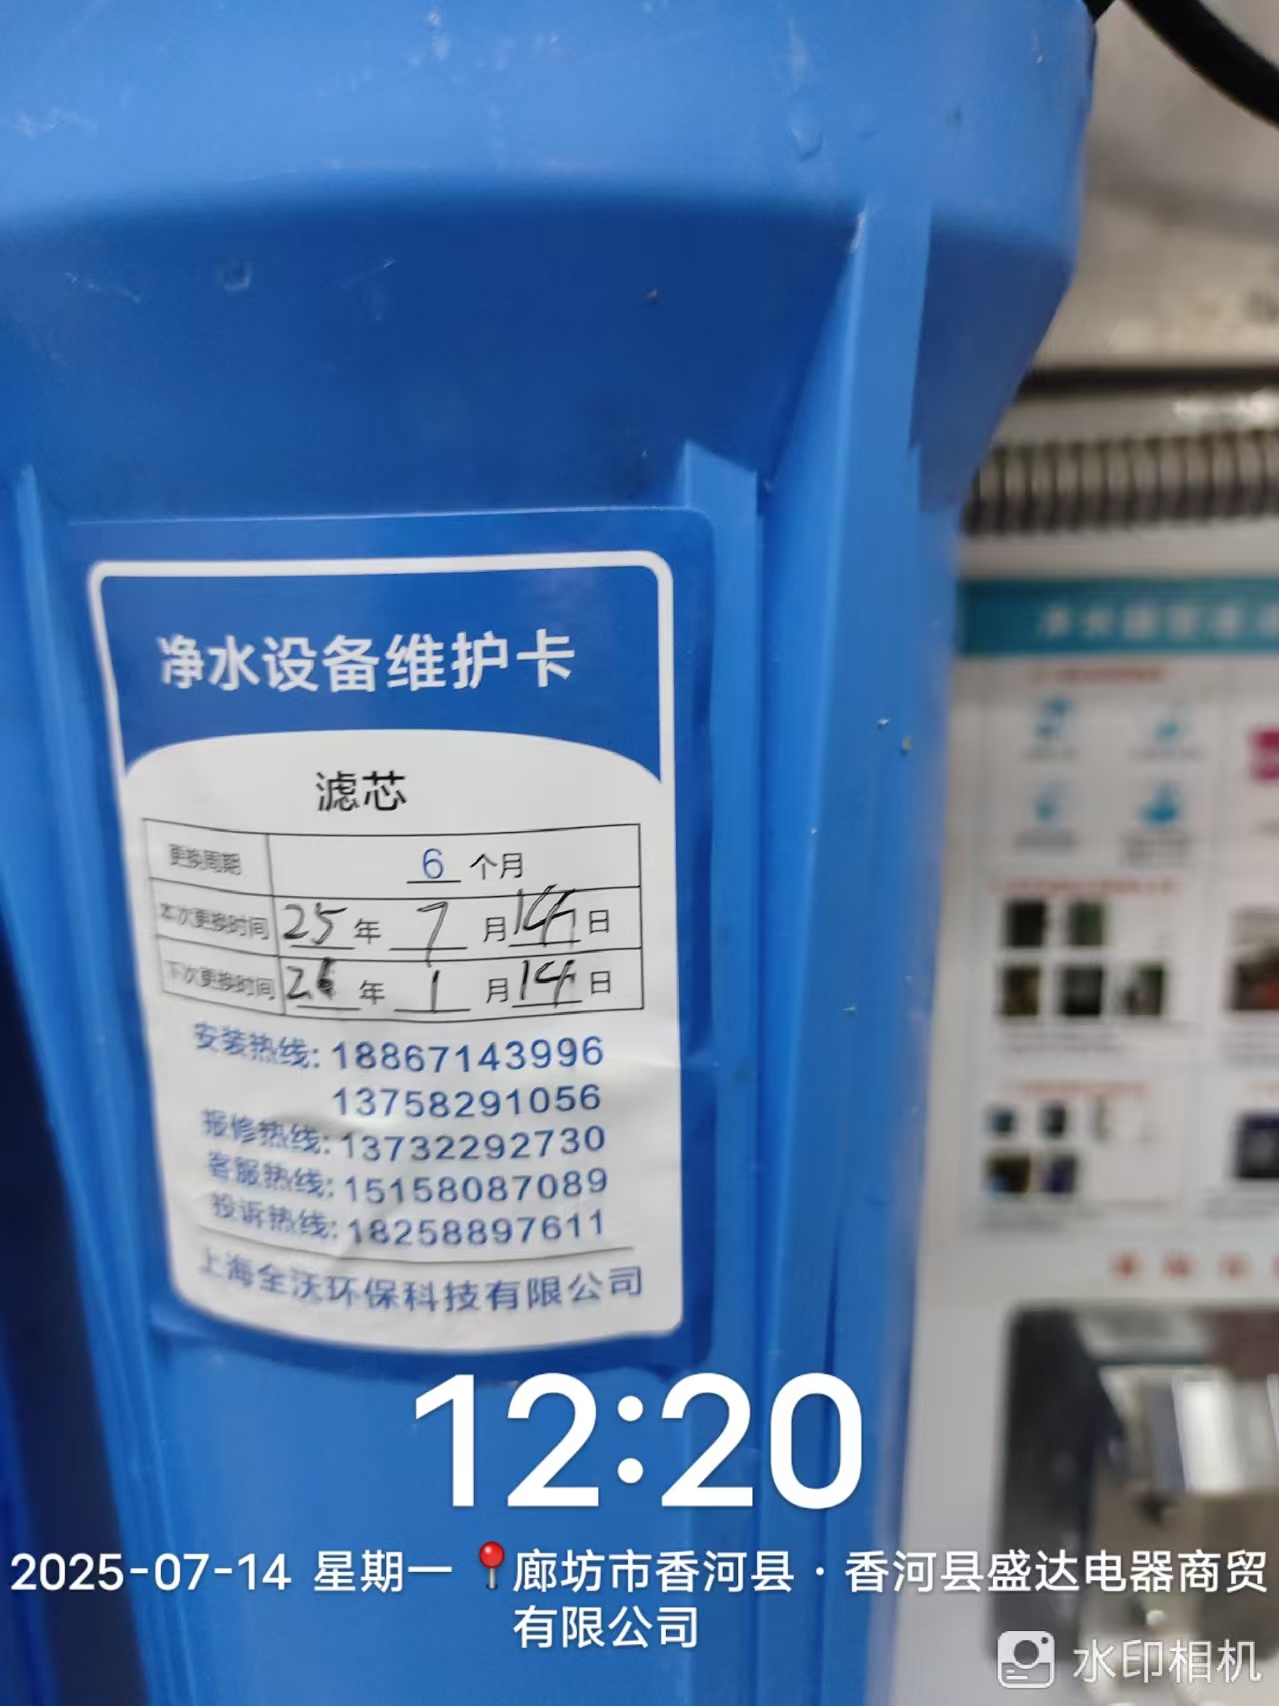 净水设备维护卡
滤芯
更换周期 6 个月
本次更换时间 25 年 7 月 14 日
下次更换时间 26 年 1 月 14 日
安装热线: 18867143996
13758291056
报修热线: 13732292730
客服热线: 15158087089
投诉热线: 18258897611
上海全沃环保科技有限公司
12:20
2025-07-14 星期一 📍廊坊市香河县 · 香河县盛达电器商贸
有限公司
水印相机